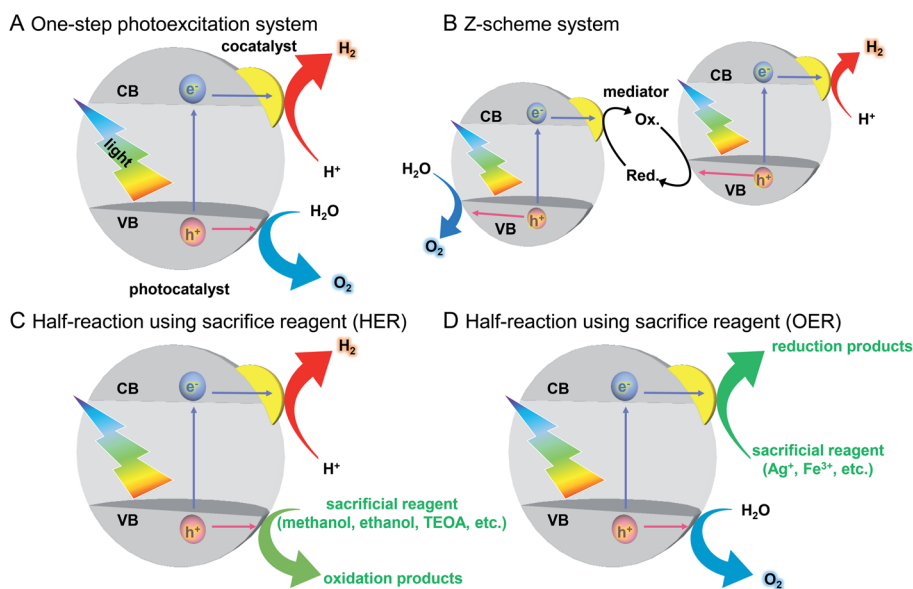 A One-step photoexcitation system
cocatalyst
H₂
CB
e⁻
light
H⁺
VB
h⁺
H₂O
O₂
photocatalyst
B Z-scheme system
CB
e⁻
mediator
Ox.
Red.
H₂O
VB
h⁺
O₂
CB
e⁻
H₂
H⁺
VB
h⁺
C Half-reaction using sacrifice reagent (HER)
H₂
CB
e⁻
H⁺
VB
h⁺
sacrificial reagent
(methanol, ethanol, TEOA, etc.)
oxidation products
D Half-reaction using sacrifice reagent (OER)
reduction products
CB
e⁻
sacrificial reagent
(Ag⁺, Fe³⁺, etc.)
VB
h⁺
H₂O
O₂